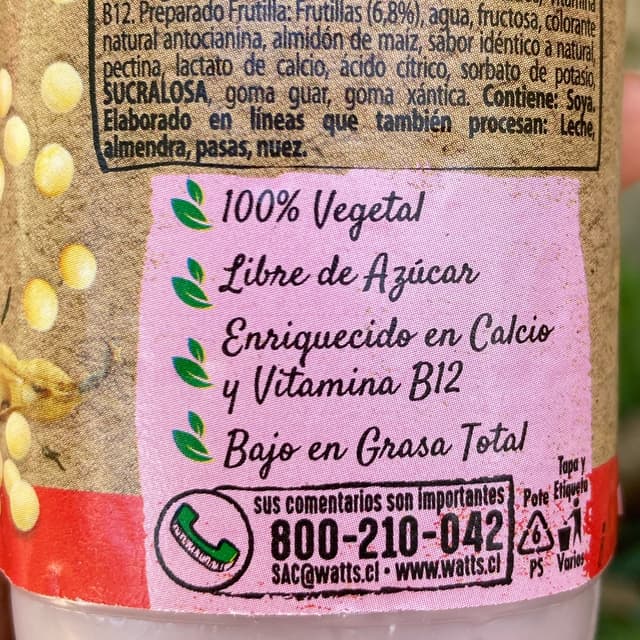 B12. Preparado Frutilla: Frutillas (6,8%), agua, fructosa, colorante
natural antocianina, almidón de maiz, sabor idéntico a natural,
pectina, lactato de calcio, ácido cítrico, sorbato de potasio,
SUCRALOSA, goma guar, goma xántica. Contiene: Soya.
Elaborado en líneas que también procesan: Leche,
almendra, pasas, nuez.
100% Vegetal
Libre de Azúcar
Enriquecido en Calcio
y Vitamina B12
Bajo en Grasa Total
sus comentarios son importantes
800-210-042
SAC@watts.cl • www.watts.cl
Pote
6
PS
Tapa y
Etiqueta
Varios